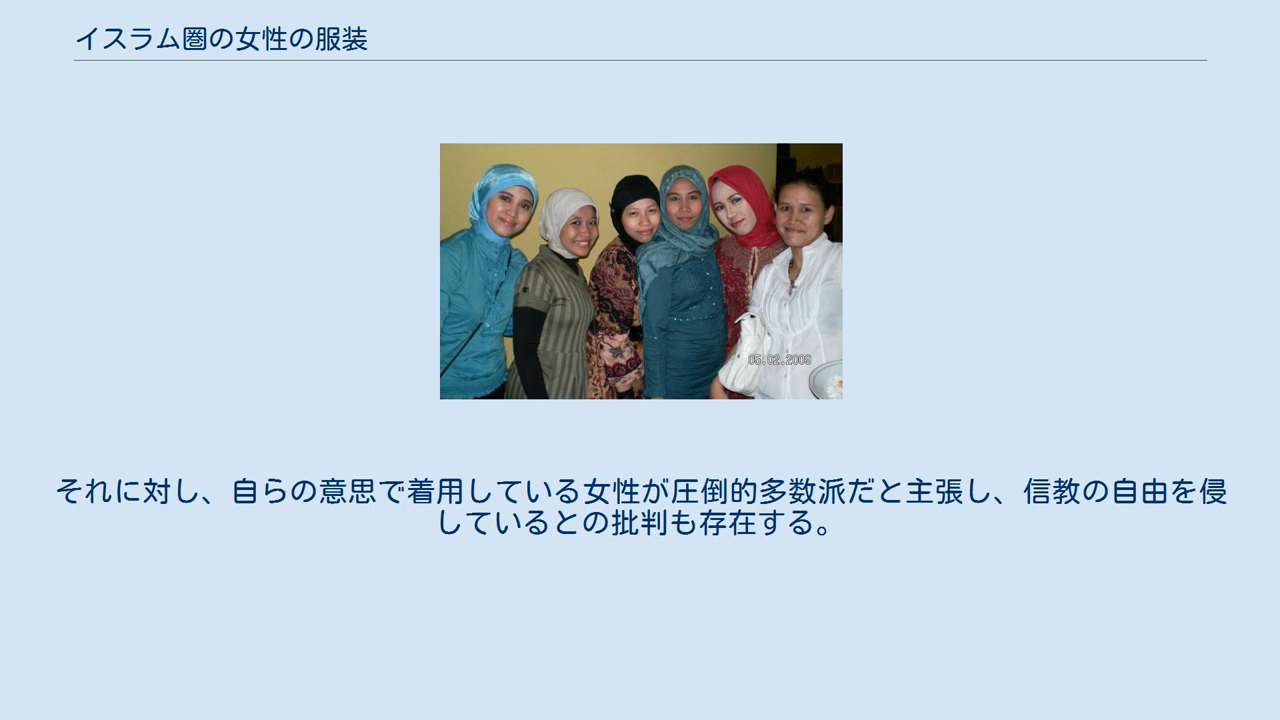 イスラム圏の女性の服装
05.02.2009
それに対し、自らの意思で着用している女性が圧倒的多数派だと主張し、信教の自由を侵
しているとの批判も存在する。